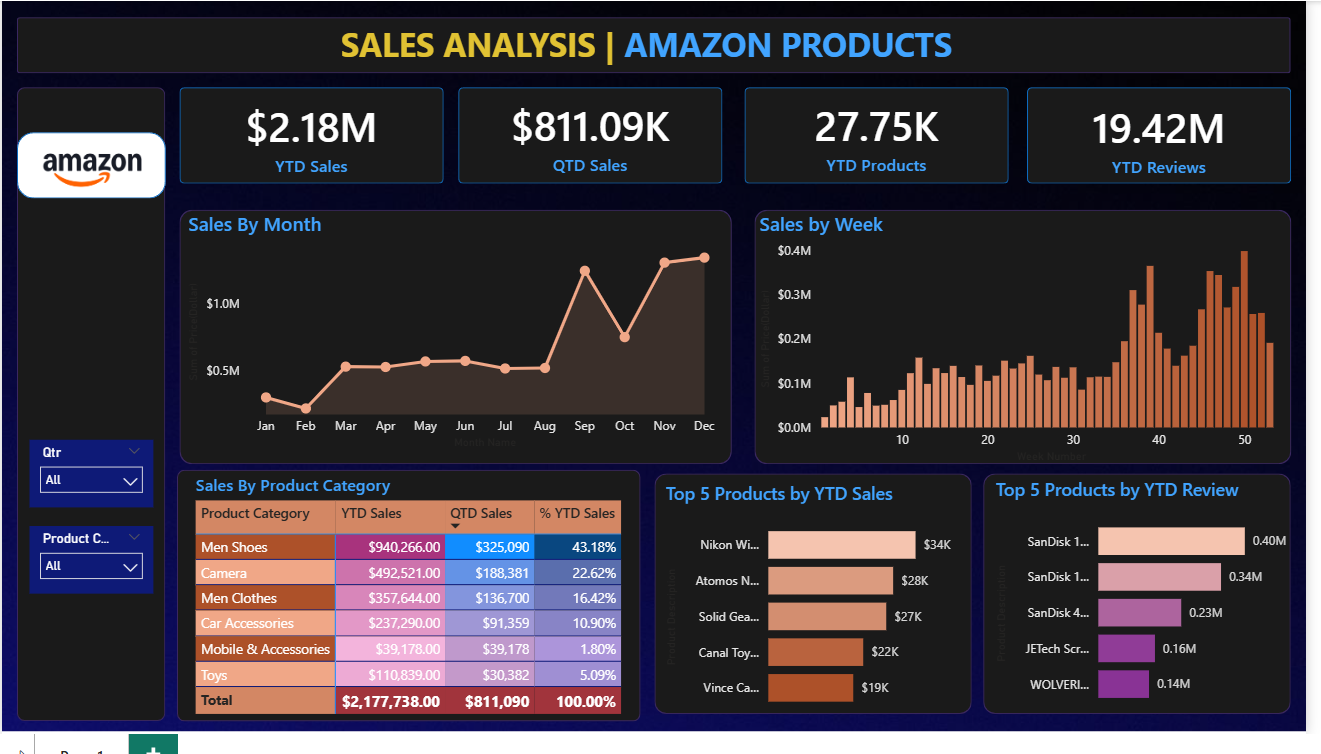 SALES ANALYSIS | AMAZON PRODUCTS
amazon
$2.18M
YTD Sales
$811.09K
QTD Sales
27.75K
YTD Products
19.42M
YTD Reviews
Sales By Month
$1.0M
$0.5M
Jan Feb Mar Apr May Jun Jul Aug Sep Oct Nov Dec
Month Name
Sales by Week
$0.4M
$0.3M
$0.2M
$0.1M
$0.0M
10 20 30 40 50
Week Number
Qtr
All
Product C...
All
Sales By Product Category
Product Category YTD Sales QTD Sales % YTD Sales
Men Shoes $940,266.00 $325,090 43.18%
Camera $492,521.00 $188,381 22.62%
Men Clothes $357,644.00 $136,700 16.42%
Car Accessories $237,290.00 $91,359 10.90%
Mobile & Accessories $39,178.00 $39,178 1.80%
Toys $110,839.00 $30,382 5.09%
Total $2,177,738.00 $811,090 100.00%
Top 5 Products by YTD Sales
Product Description
Nikon Wi... $34K
Atomos N... $28K
Solid Gea... $27K
Canal Toy... $22K
Vince Ca... $19K
Top 5 Products by YTD Review
Product Description
SanDisk 1... 0.40M
SanDisk 1... 0.34M
SanDisk 4... 0.23M
JETech Scr... 0.16M
WOLVERI... 0.14M